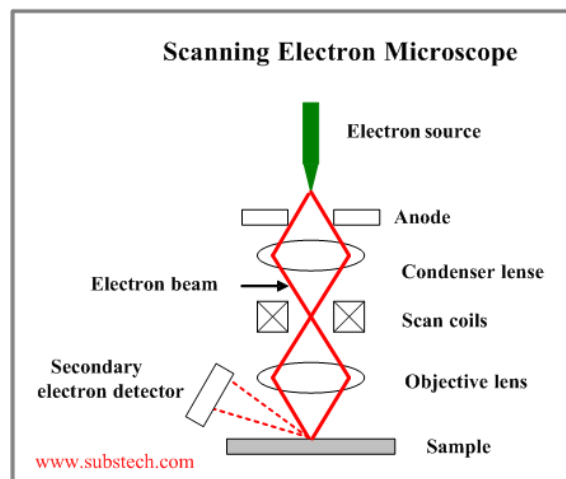 Scanning Electron Microscope
Electron source
Anode
Condenser lense
Electron beam
Scan coils
Secondary
electron detector
Objective lens
Sample
www.substech.com